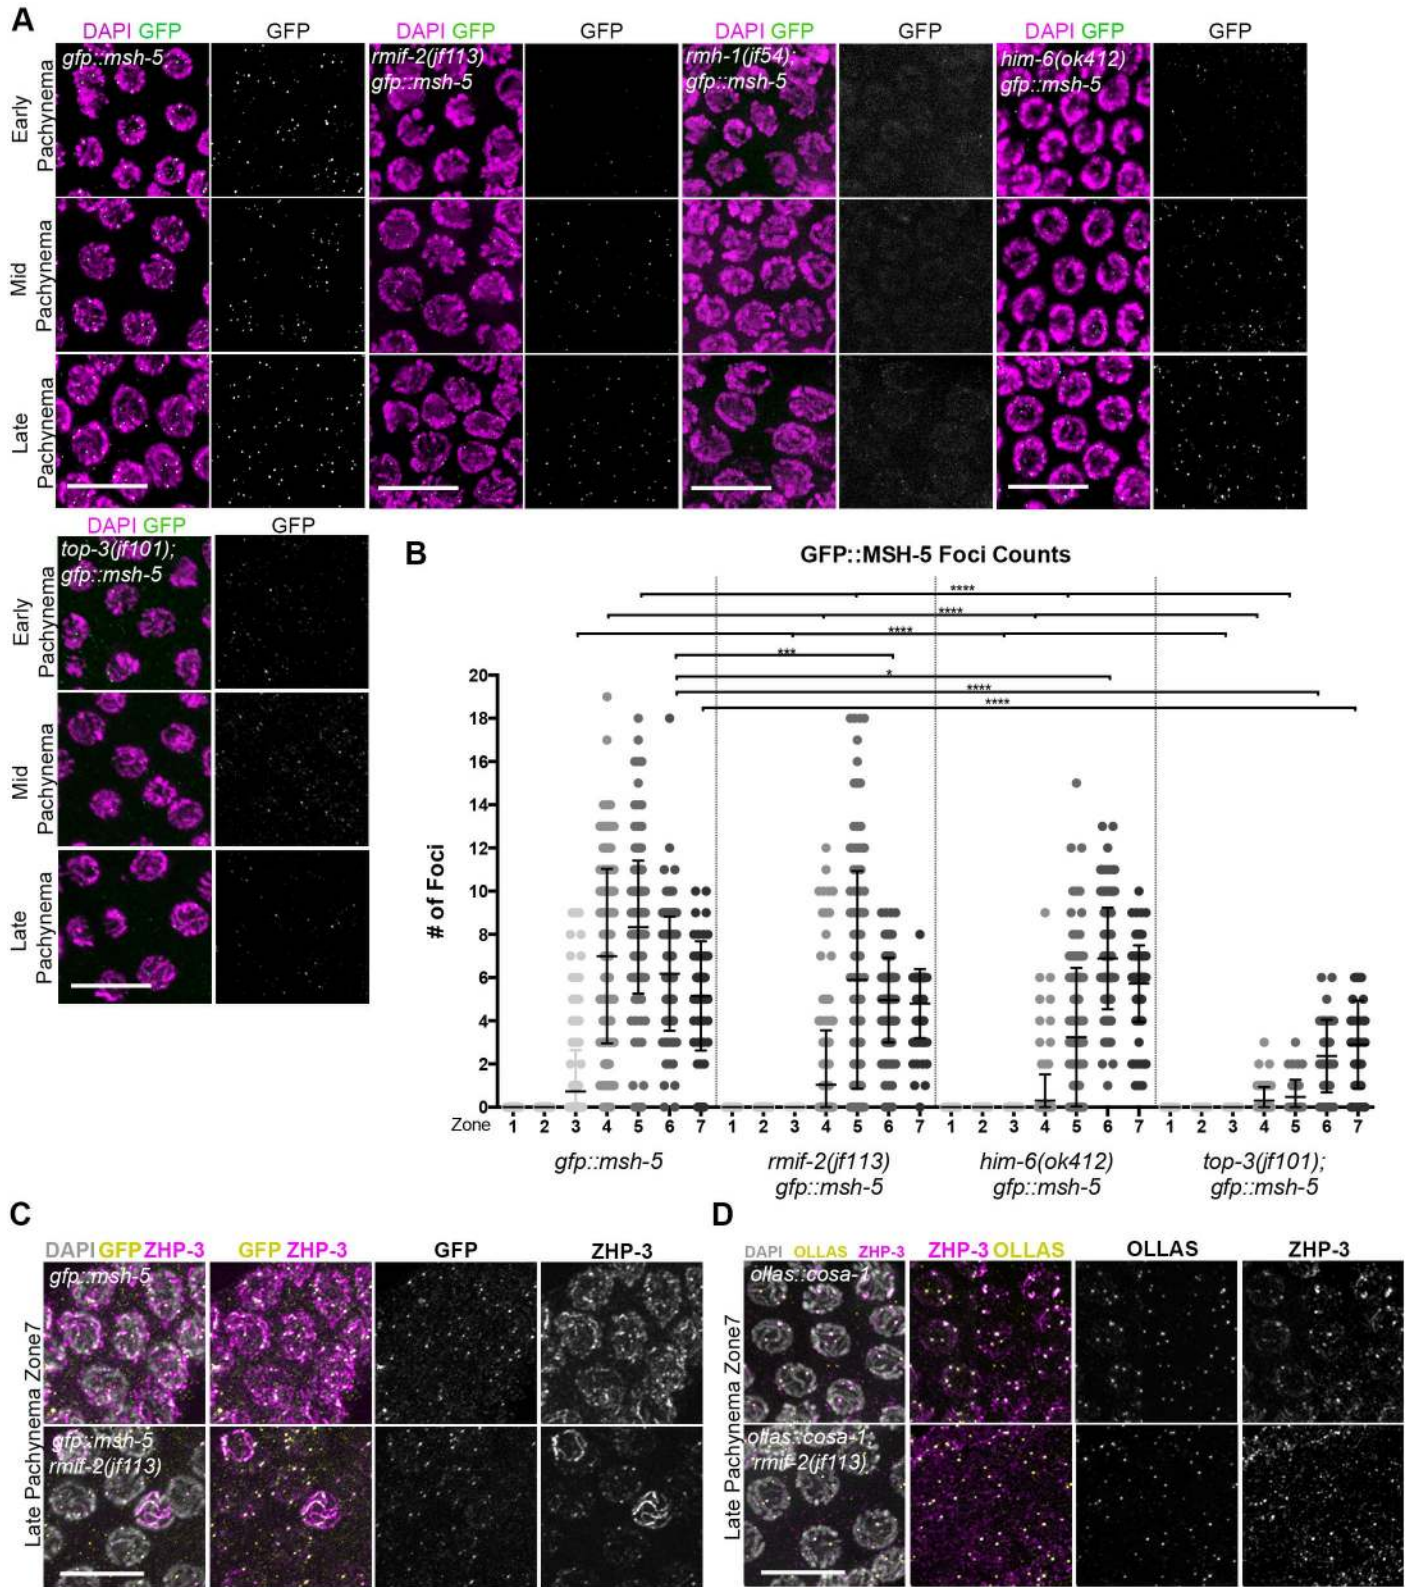 A
DAPI GFP GFP DAPI GFP GFP DAPI GFP GFP DAPI GFP GFP
gfp::msh-5 rmif-2(jf113) rmh-1(jf54); him-6(ok412)
gfp::msh-5 gfp::msh-5 gfp::msh-5
Early
Pachynema
Mid
Pachynema
Late
Pachynema
DAPI GFP GFP
top-3(jf101);
gfp::msh-5
Early
Pachynema
Mid
Pachynema
Late
Pachynema
B
GFP::MSH-5 Foci Counts
****
****
****
***
*
****
****
# of Foci
20
18
16
14
12
10
8
6
4
2
0
Zone 1 2 3 4 5 6 7 1 2 3 4 5 6 7 1 2 3 4 5 6 7 1 2 3 4 5 6 7
gfp::msh-5 rmif-2(jf113) him-6(ok412) top-3(jf101);
gfp::msh-5 gfp::msh-5 gfp::msh-5
C
DAPI GFP ZHP-3 GFP ZHP-3 GFP ZHP-3
gfp::msh-5
gfp::msh-5
rmif-2(jf113)
Late Pachynema Zone7
D
DAPI OLLAS ZHP-3 ZHP-3 OLLAS OLLAS ZHP-3
ollas::cosa-1
ollas::cosa-1
rmif-2(jf113)
Late Pachynema Zone7